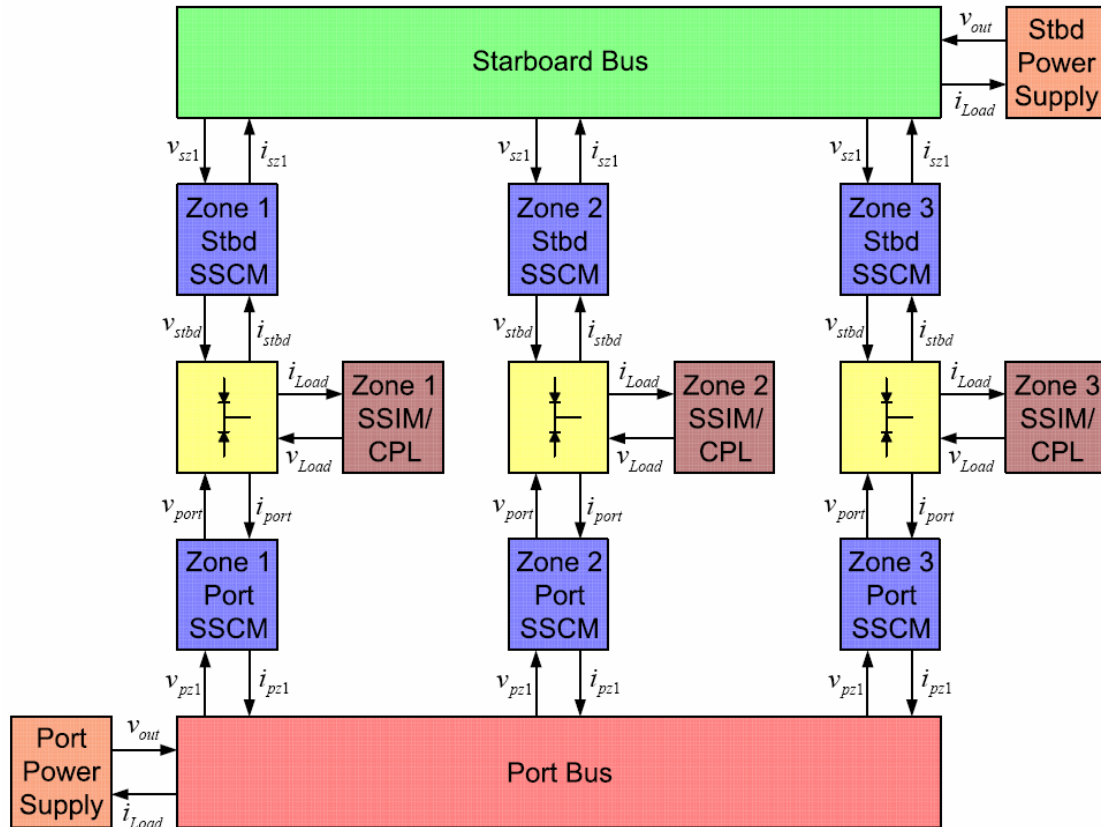 Starboard Bus
v_out
i_Load
Stbd
Power
Supply
v_sz1
i_sz1
v_sz1
i_sz1
v_sz1
i_sz1
Zone 1
Stbd
SSCM
Zone 2
Stbd
SSCM
Zone 3
Stbd
SSCM
v_stbd
i_stbd
v_stbd
i_stbd
v_stbd
i_stbd
i_Load
v_Load
Zone 1
SSIM/
CPL
i_Load
v_Load
Zone 2
SSIM/
CPL
i_Load
v_Load
Zone 3
SSIM/
CPL
v_port
i_port
v_port
i_port
v_port
i_port
Zone 1
Port
SSCM
Zone 2
Port
SSCM
Zone 3
Port
SSCM
v_pz1
i_pz1
v_pz1
i_pz1
v_pz1
i_pz1
Port
Power
Supply
v_out
i_Load
Port Bus